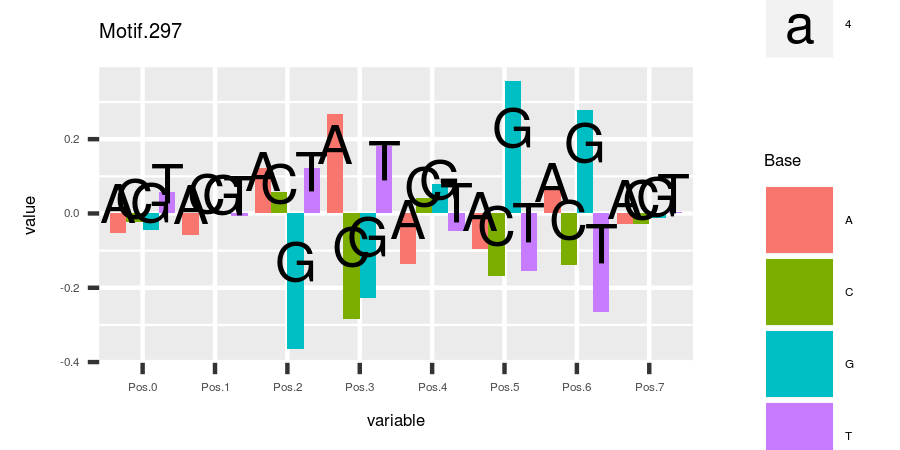 Motif.297
a 4
value
0.2
0.0
-0.2
-0.4
A C G T A C G T A C G T A C G T A C G T A C G T A C G T A C G T
Pos.0 Pos.1 Pos.2 Pos.3 Pos.4 Pos.5 Pos.6 Pos.7
variable
Base
A
C
G
T